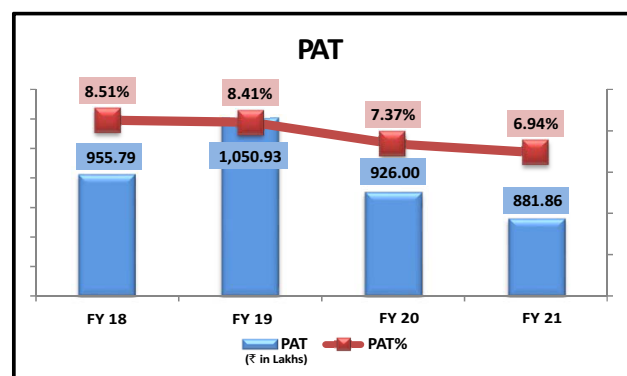 PAT
8.51% 8.41% 7.37% 6.94%
955.79 1,050.93 926.00 881.86
FY 18 FY 19 FY 20 FY 21
PAT PAT%
(₹ in Lakhs)